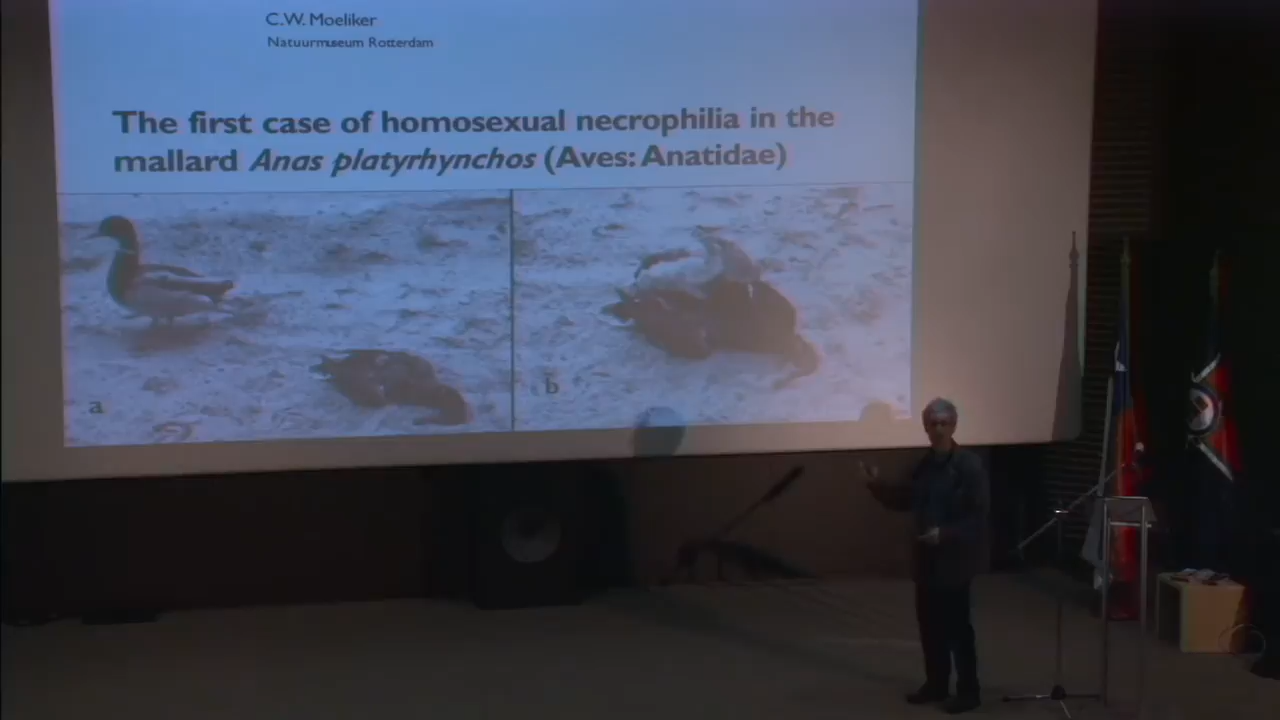 C.W. Moeliker
Natuurmuseum Rotterdam
The first case of homosexual necrophilia in the
mallard Anas platyrhynchos (Aves: Anatidae)
a
b